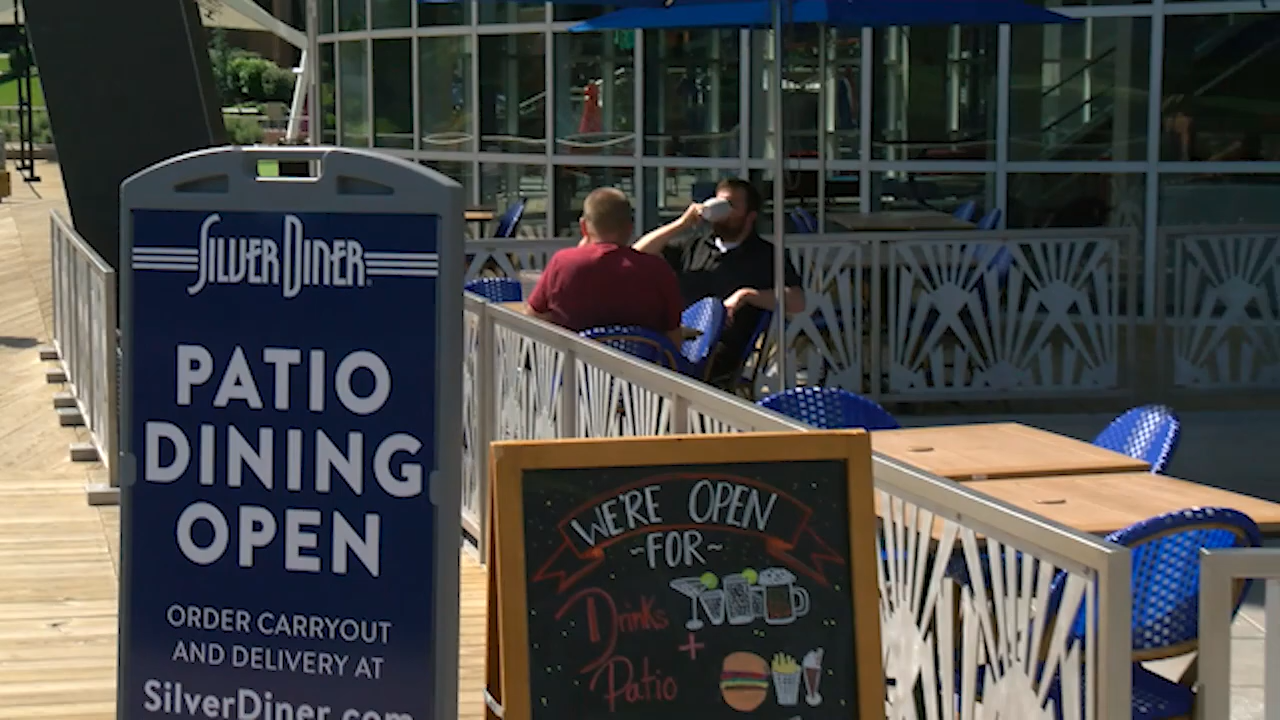 SILVER DINER
PATIO
DINING
OPEN
ORDER CARRYOUT
AND DELIVERY AT
SilverDiner.com
WE'RE OPEN
~FOR~
Drinks
+
Patio